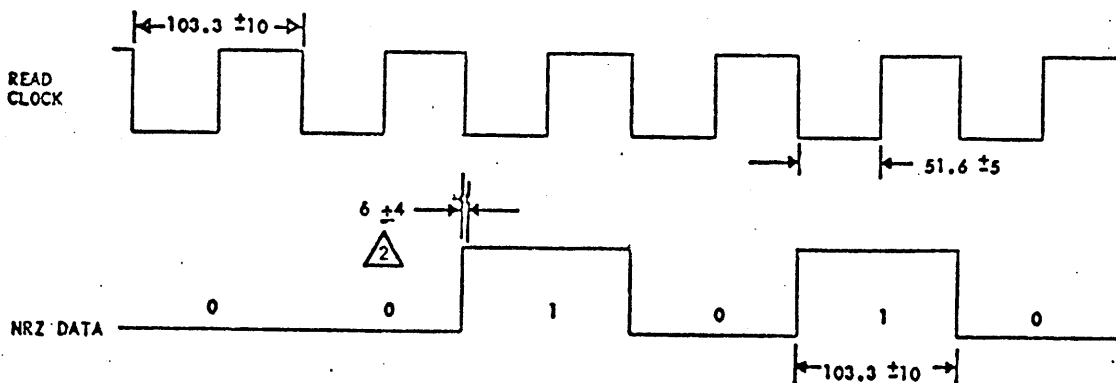 103.3 ±10
READ
CLOCK
51.6 ±5
6 ±4
2
0 0 1 0 1 0
NRZ DATA
103.3 ±10